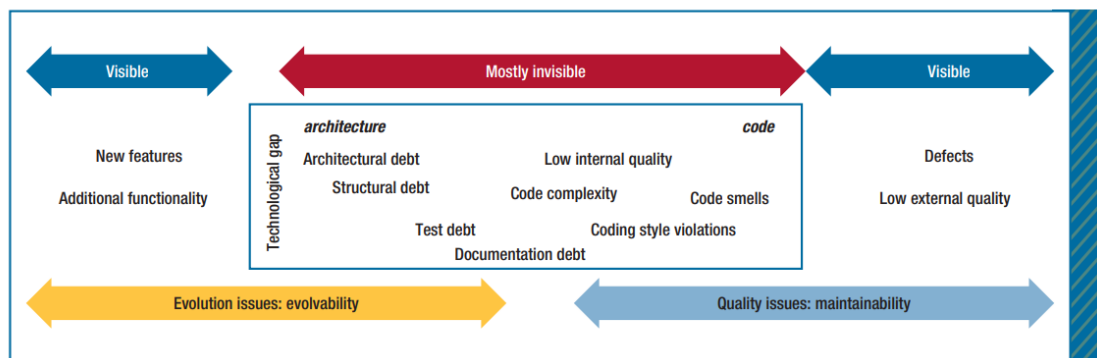 Visible
Mostly invisible
Visible
New features
Additional functionality
Technological gap
architecture
code
Architectural debt
Low internal quality
Structural debt
Code complexity
Code smells
Test debt
Coding style violations
Documentation debt
Defects
Low external quality
Evolution issues: evolvability
Quality issues: maintainability